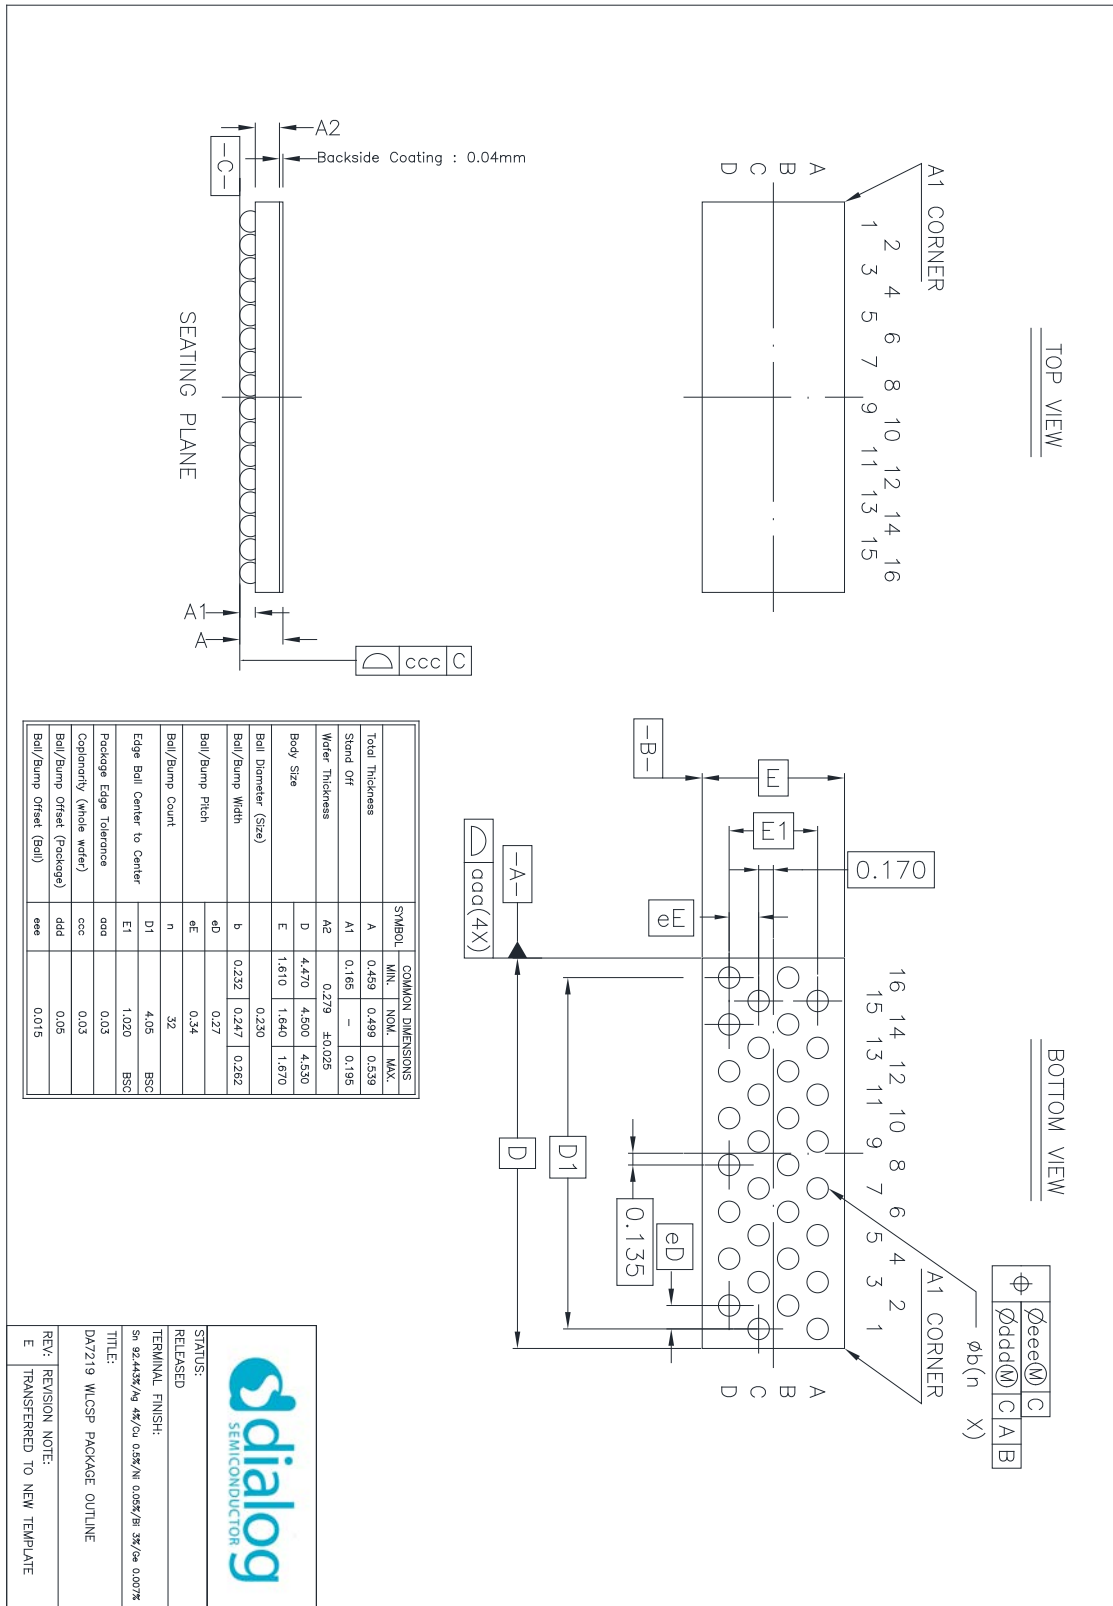 TOP VIEW
A1 CORNER
1 3 5 7 9 11 13 15
2 4 6 8 10 12 14 16
A
B
C
D
A2
Backside Coating : 0.04mm
-C-
SEATING PLANE
A1
A
ccc C
BOTTOM VIEW
A1 CORNER
16 14 12 10 8 6 4 2
15 13 11 9 7 5 3 1
A
B
C
D
Øeee Ⓜ C
Øddd Ⓜ C A B
Øb(n X)
0.170
E
E1
eE
-B-
-A-
aaa(4X)
D
D1
0.135
eD
SYMBOL COMMON DIMENSIONS
MIN. NOM. MAX.
Total Thickness A 0.459 0.499 0.539
Stand Off A1 0.165 – 0.195
Wafer Thickness A2 0.279 ±0.025
Body Size D 4.470 4.500 4.530
E 1.610 1.640 1.670
Ball Diameter (Size) 0.230
Ball/Bump Width b 0.232 0.247 0.262
Ball/Bump Pitch eD 0.27
eE 0.34
Ball/Bump Count n 32
Edge Ball Center to Center D1 4.05 BSC
E1 1.020 BSC
Package Edge Tolerance aaa 0.03
Coplanarity (whole wafer) ccc 0.03
Ball/Bump Offset (Package) ddd 0.05
Ball/Bump Offset (Ball) eee 0.015
dialog
SEMICONDUCTOR
STATUS:
RELEASED
TERMINAL FINISH:
Sn 92.443%/Ag 4%/Cu 0.5%/Ni 0.05%/Bi 3%/Ge 0.007%
TITLE:
DA7219 WLCSP PACKAGE OUTLINE
REV: REVISION NOTE:
E TRANSFERRED TO NEW TEMPLATE